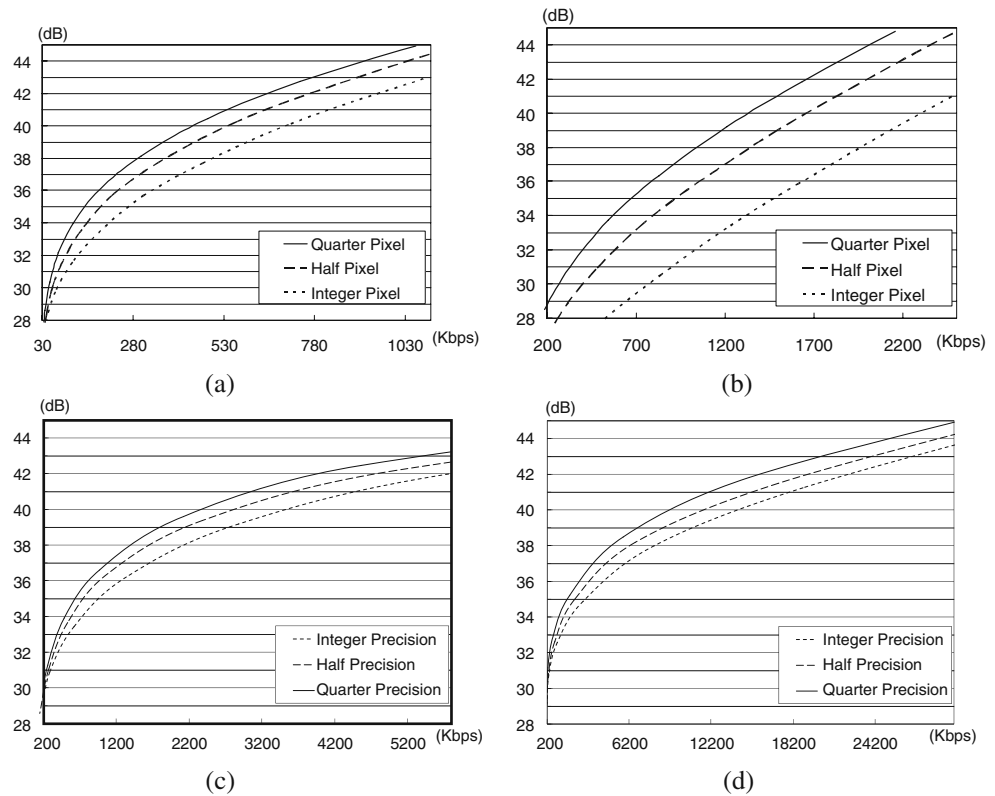 (dB)
44
42
40
38
36
34
32
30
28
Quarter Pixel
Half Pixel
Integer Pixel
30 280 530 780 1030 (Kbps)
(a)
(dB)
44
42
40
38
36
34
32
30
28
Quarter Pixel
Half Pixel
Integer Pixel
200 700 1200 1700 2200 (Kbps)
(b)
(dB)
44
42
40
38
36
34
32
30
28
Integer Precision
Half Precision
Quarter Precision
200 1200 2200 3200 4200 5200 (Kbps)
(c)
(dB)
44
42
40
38
36
34
32
30
28
Integer Precision
Half Precision
Quarter Precision
200 6200 12200 18200 24200 (Kbps)
(d)